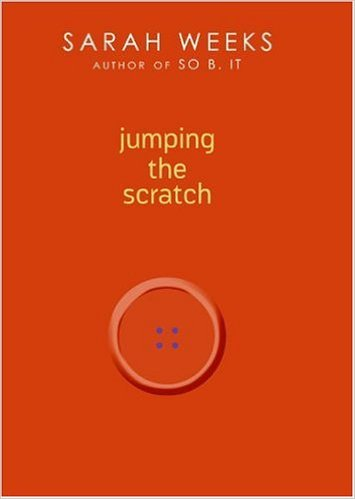 SARAH WEEKS
AUTHOR OF SO B. IT
jumping
the
scratch